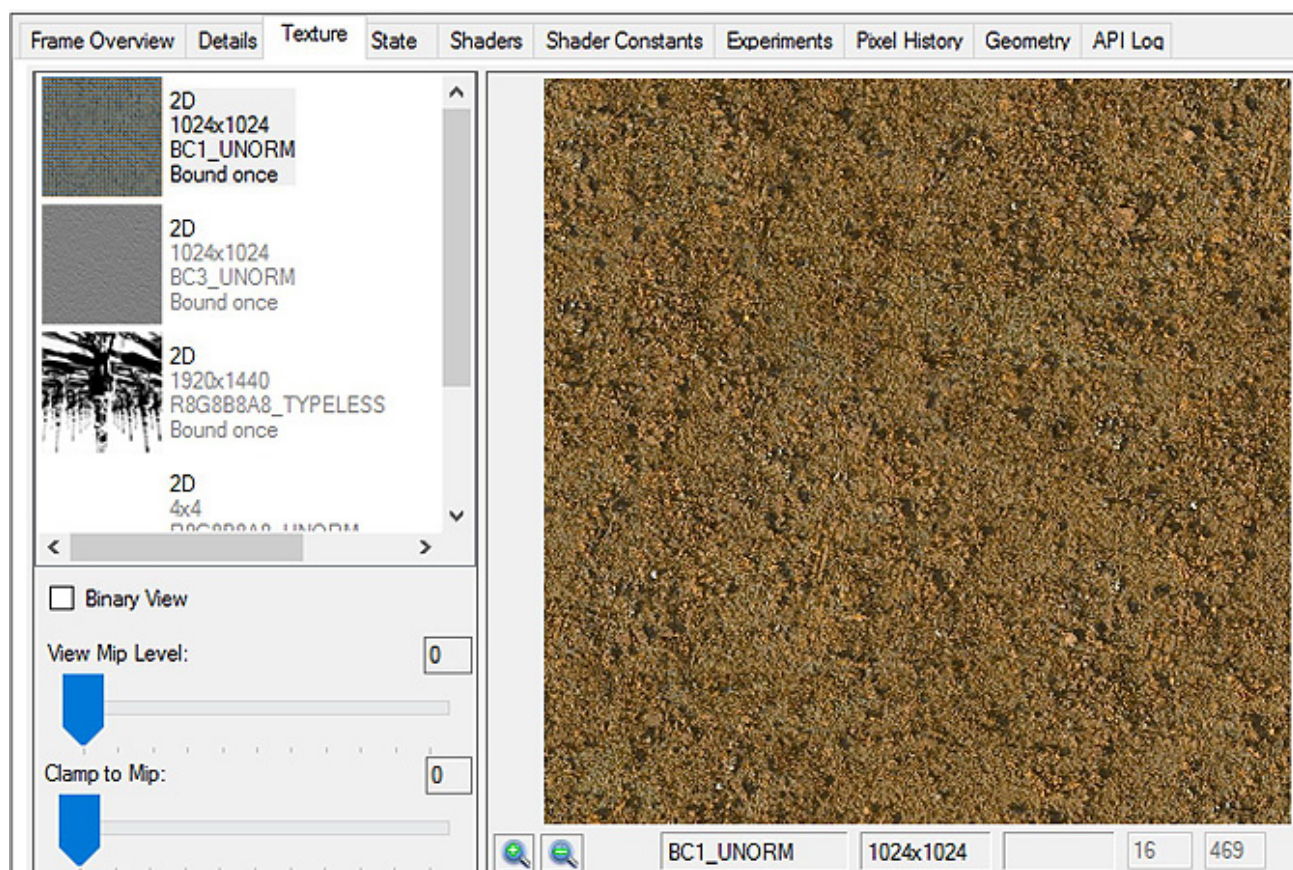 Frame Overview Details Texture State Shaders Shader Constants Experiments Pixel History Geometry API Log
2D
1024x1024
BC1_UNORM
Bound once
2D
1024x1024
BC3_UNORM
Bound once
2D
1920x1440
R8G8B8A8_TYPELESS
Bound once
2D
4x4
R8G8B8A8_UNORM
Binary View
View Mip Level: 0
Clamp to Mip: 0
BC1_UNORM 1024x1024 16 469